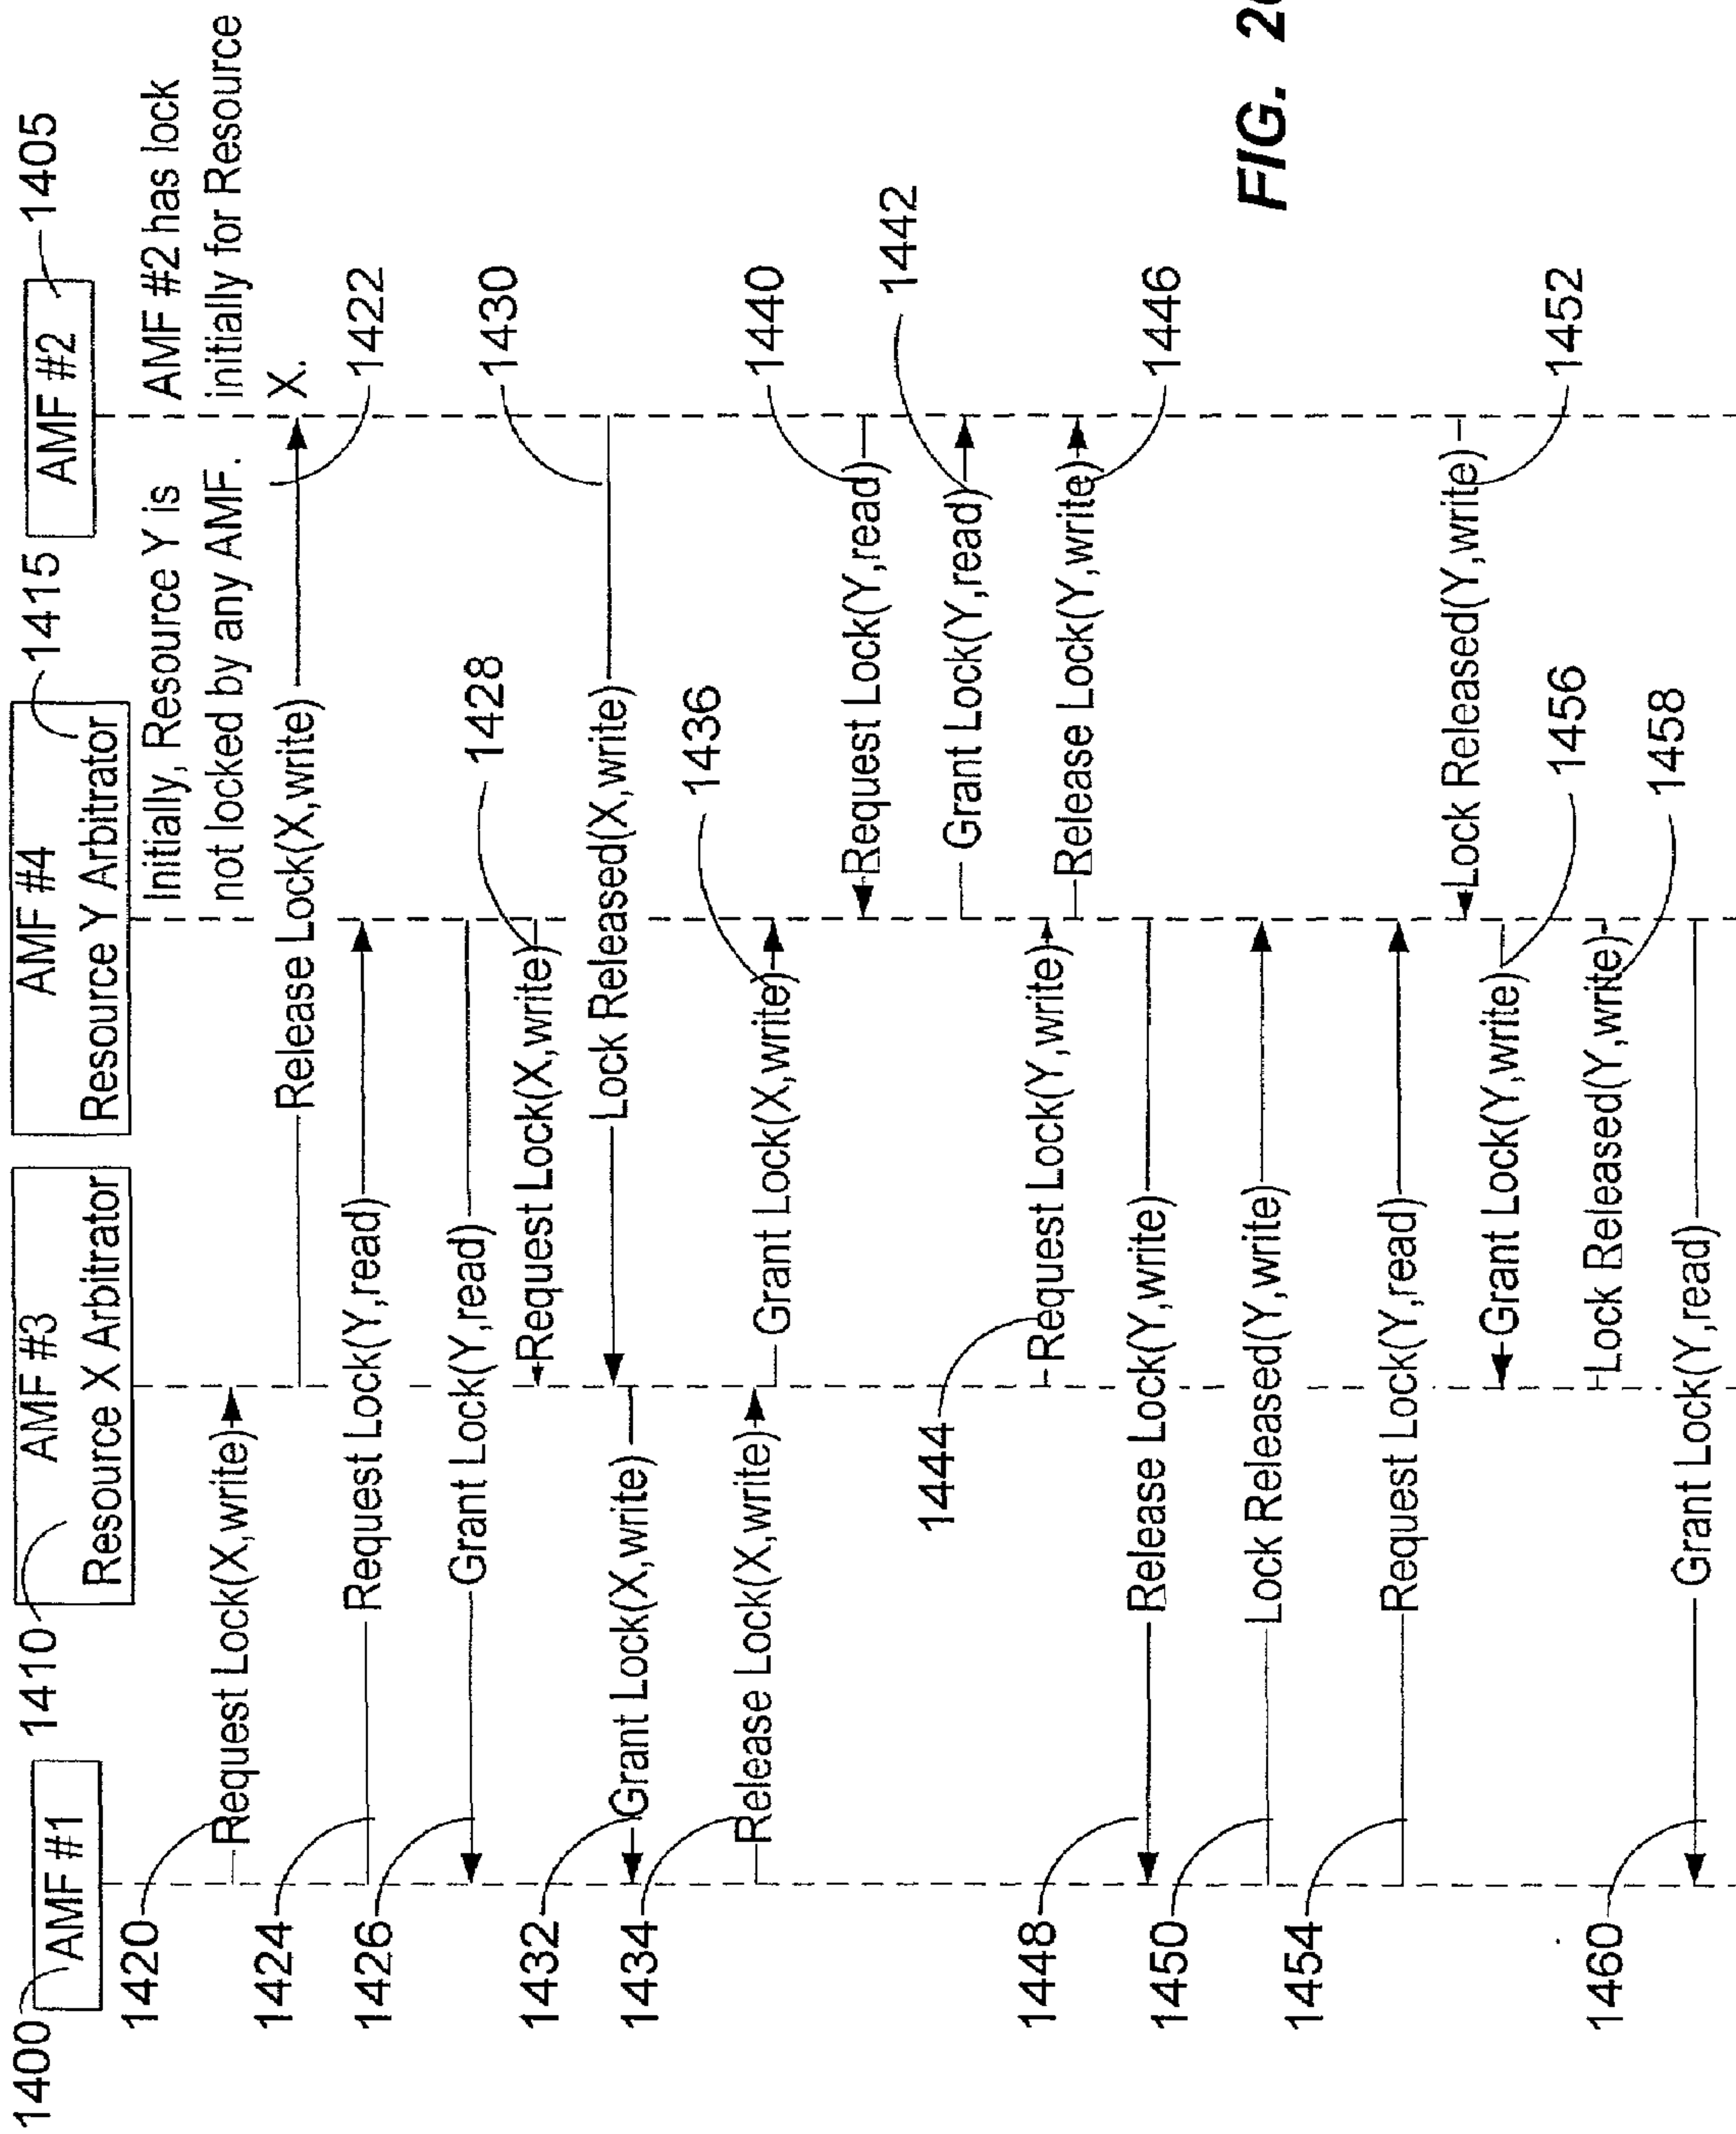 1400
AMF #1
1410
AMF #3
Resource X Arbitrator
AMF #4
Resource Y Arbitrator
1415
AMF #2
1405
Initially, Resource Y is
not locked by any AMF.
AMF #2 has lock
initially for Resource
X.
1420
Request Lock(X,write)
Release Lock(X,write)
1422
1424
Request Lock(Y,read)
1426
Grant Lock(Y,read)
Request Lock(X,write)
1428
Lock Released(X,write)
1430
1432
Grant Lock(X,write)
1434
Release Lock(X,write)
Grant Lock(X,write)
1436
Request Lock(Y,read)
1440
Grant Lock(Y,read)
1442
1444
Request Lock(Y,write)
Release Lock(Y,write)
1446
1448
Release Lock(Y,write)
1450
Lock Released(Y,write)
1454
Request Lock(Y,read)
Lock Released(Y,write)
1452
Grant Lock(Y,write)
1456
Lock Released(Y,write)
1458
1460
Grant Lock(Y,read)
FIG.